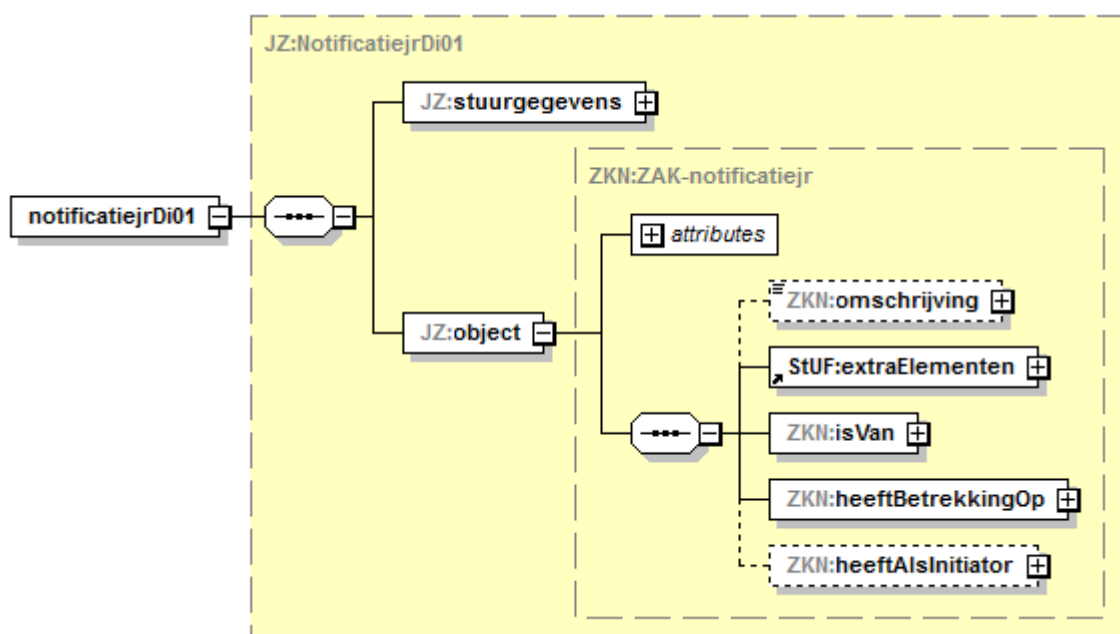 JZ:NotificatiejrDi01
JZ:stuurgegevens
ZKN:ZAK-notificatiejr
notificatiejrDi01
attributes
ZKN:omschrijving
JZ:object
StUF:extraElementen
ZKN:isVan
ZKN:heeftBetrekkingOp
ZKN:heeftAlsInitiator